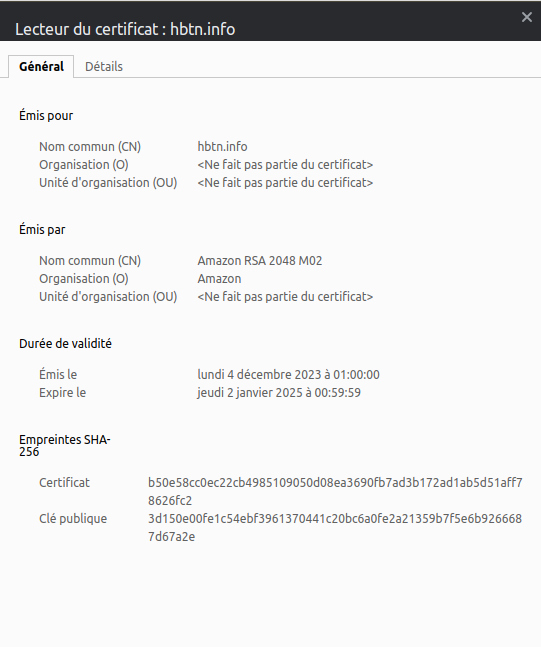 Lecteur du certificat : hbtn.info
Général Détails
Émis pour
Nom commun (CN) hbtn.info
Organisation (O) <Ne fait pas partie du certificat>
Unité d'organisation (OU) <Ne fait pas partie du certificat>
Émis par
Nom commun (CN) Amazon RSA 2048 M02
Organisation (O) Amazon
Unité d'organisation (OU) <Ne fait pas partie du certificat>
Durée de validité
Émis le lundi 4 décembre 2023 à 01:00:00
Expire le jeudi 2 janvier 2025 à 00:59:59
Empreintes SHA-
256
Certificat b50e58cc0ec22cb4985109050d08ea3690fb7ad3b172ad1ab5d51aff7
8626fc2
Clé publique 3d150e00fe1c54ebf3961370441c20bc6a0fe2a21359b7f5e6b926668
7d67a2e